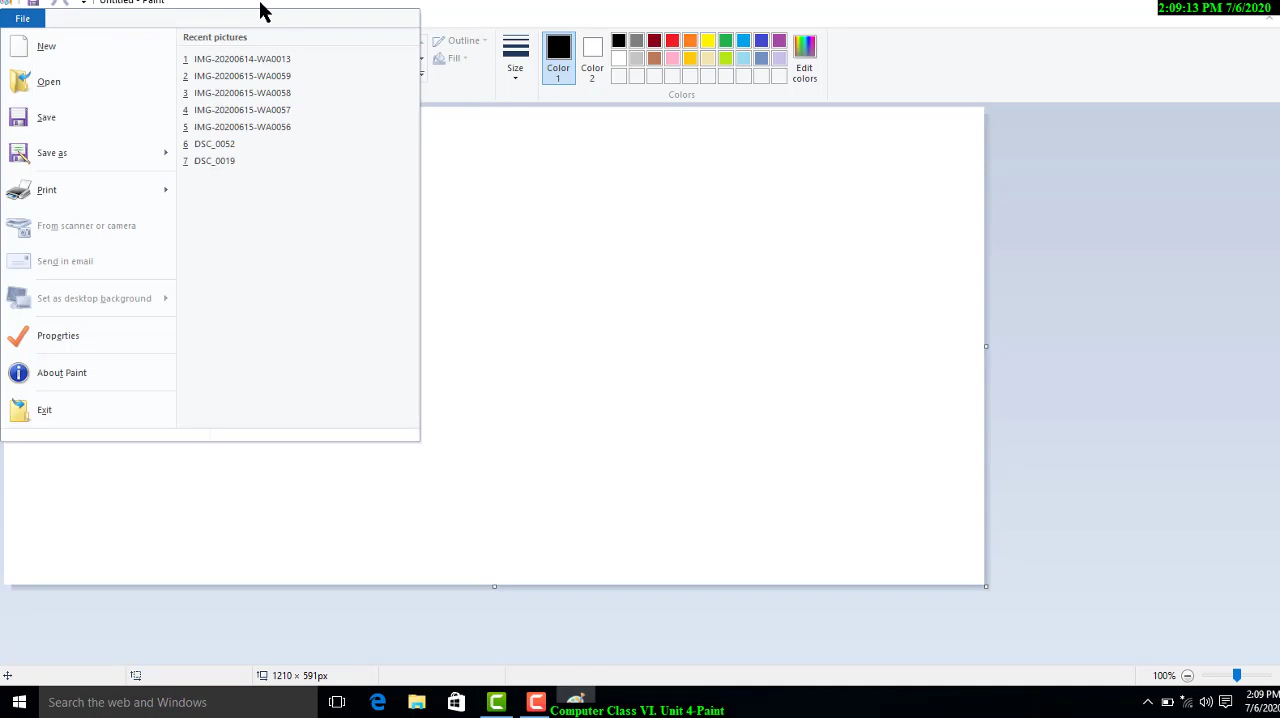 Untitled - Paint
2:09:13 PM 7/6/2020
File
Recent pictures
New
1 IMG-20200614-WA0013
2 IMG-20200615-WA0059
Open
3 IMG-20200615-WA0058
4 IMG-20200615-WA0057
Save
5 IMG-20200615-WA0056
6 DSC_0052
Save as
7 DSC_0019
Print
From scanner or camera
Send in email
Set as desktop background
Properties
About Paint
Exit
Outline
Fill
Size
Color
1
Color
2
Edit
colors
Colors
1210 × 591px
100%
Search the web and Windows
Computer Class VI. Unit 4-Paint
2:09 PM
7/6/2020